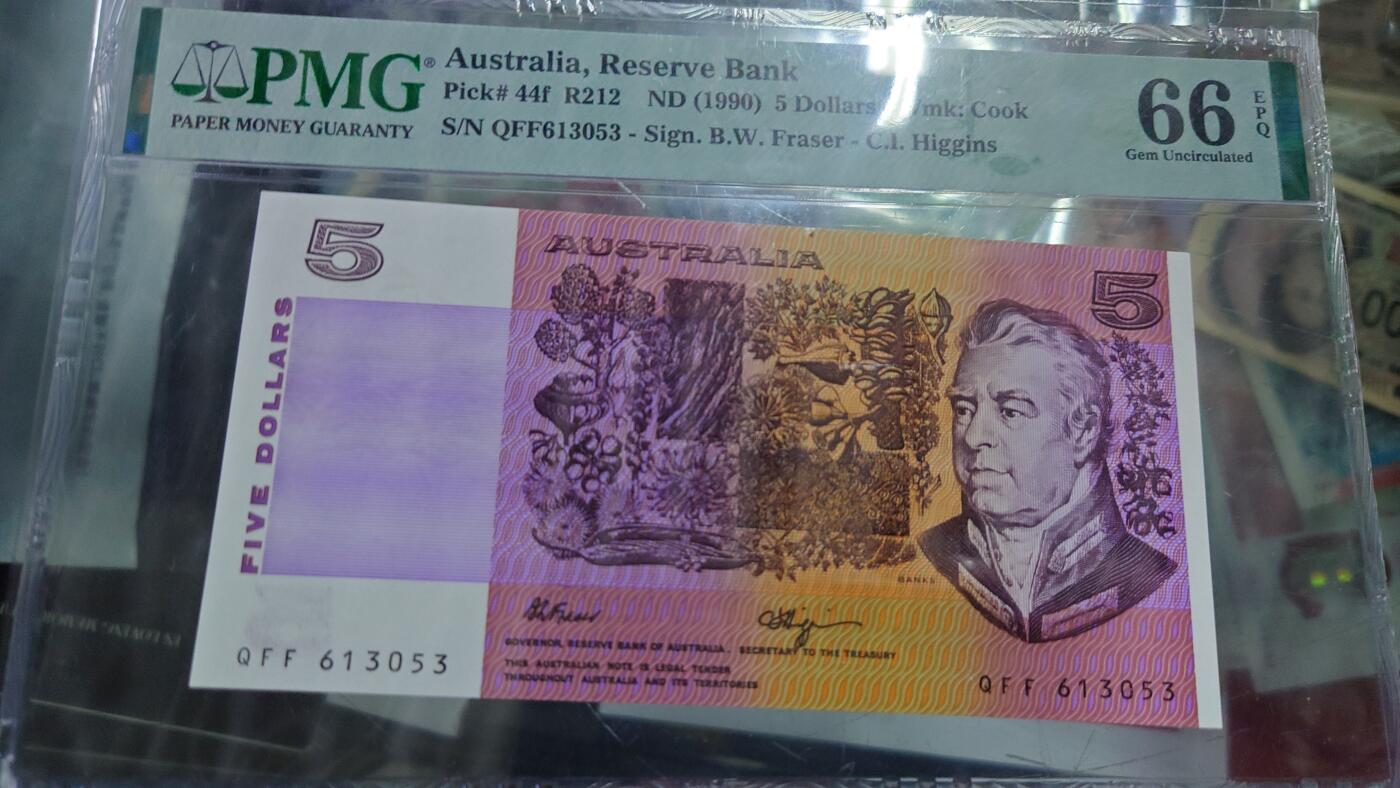 PMG®
PAPER MONEY GUARANTY
Australia, Reserve Bank
Pick# 44f R212 ND (1990) 5 Dollars Cook
S/N QFF613053 - Sign. B.W. Fraser - C.I. Higgins
66
EPQ
Gem Uncirculated
5
AUSTRALIA
5
FIVE DOLLARS
BANKS
GOVERNOR, RESERVE BANK OF AUSTRALIA. SECRETARY TO THE TREASURY
THIS AUSTRALIAN NOTE IS LEGAL TENDER
THROUGHOUT AUSTRALIA AND ITS TERRITORIES
QFF 613053
QFF 613053